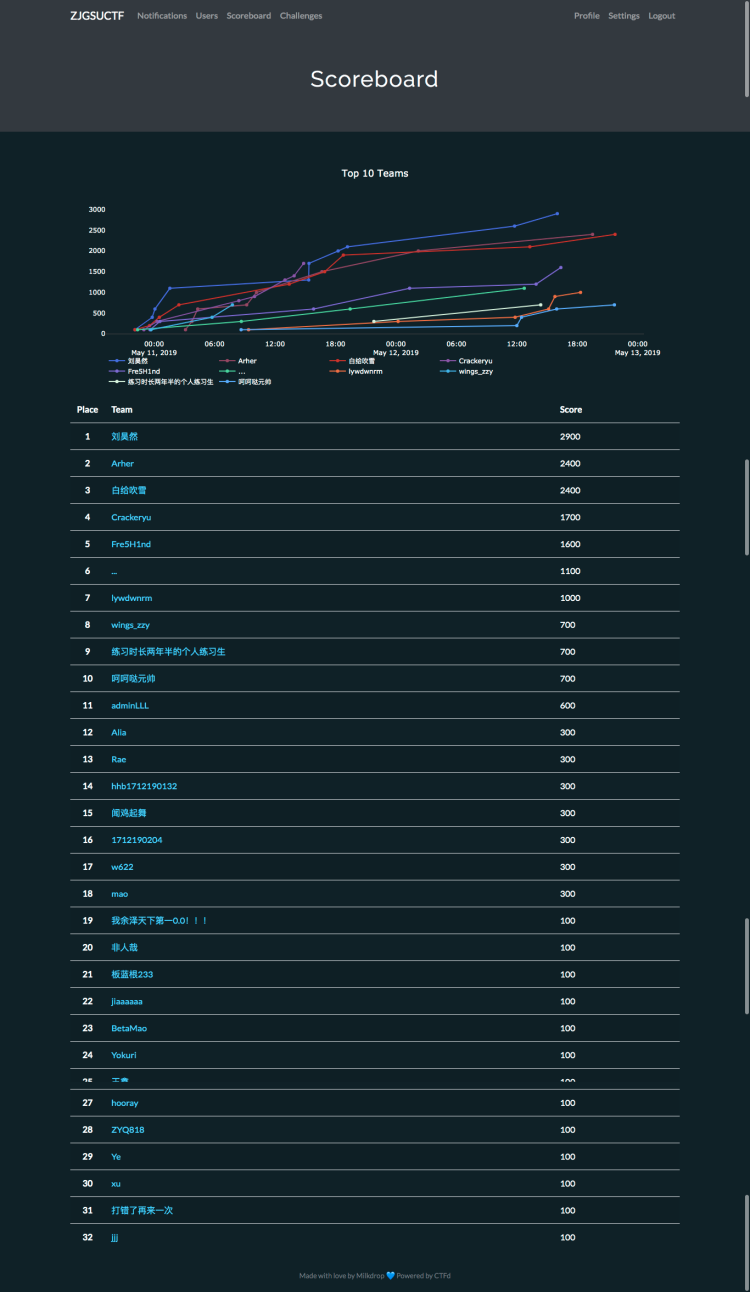 ZJGSUCTF Notifications Users Scoreboard Challenges Profile Settings Logout
Scoreboard
Top 10 Teams
3000
2500
2000
1500
1000
500
0
00:00 06:00 12:00 18:00 00:00 06:00 12:00 18:00 00:00
May 11, 2019 May 12, 2019 May 13, 2019
刘昊然 Arher 白给吹雪 Crackeryu
Fre5H1nd ... lywdwnrm wings_zzy
练习时长两年半的个人练习生 呵呵哒元帅
Place Team Score
1 刘昊然 2900
2 Arher 2400
3 白给吹雪 2400
4 Crackeryu 1700
5 Fre5H1nd 1600
6 ... 1100
7 lywdwnrm 1000
8 wings_zzy 700
9 练习时长两年半的个人练习生 700
10 呵呵哒元帅 700
11 adminLLL 600
12 Alia 300
13 Rae 300
14 hhb1712190132 300
15 闻鸡起舞 300
16 1712190204 300
17 w622 300
18 mao 300
19 我余泽天下第一0.0！！！ 100
20 非人哉 100
21 板蓝根233 100
22 jiaaaaaa 100
23 BetaMao 100
24 Yokuri 100
25 100
27 hooray 100
28 ZYQ818 100
29 Ye 100
30 xu 100
31 打错了再来一次 100
32 jjj 100
Made with love by Milkdrop 💙 Powered by CTFd